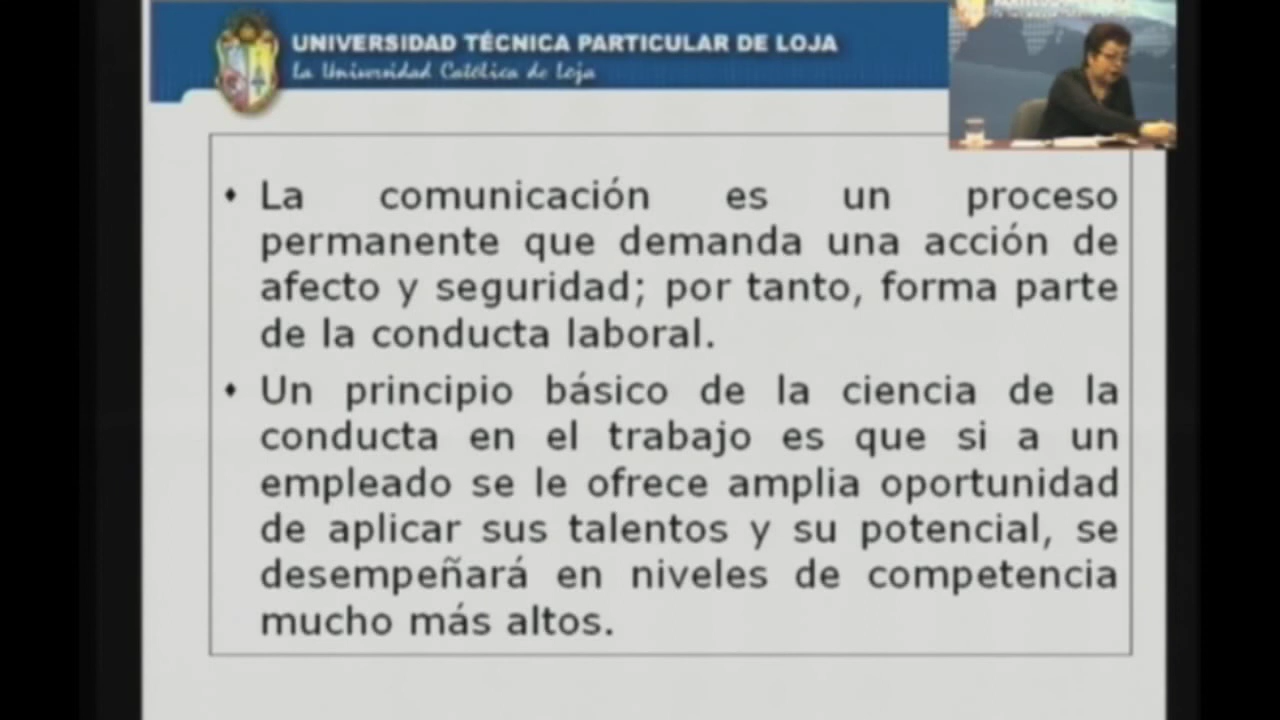 UNIVERSIDAD TÉCNICA PARTICULAR DE LOJA
La Universidad Católica de Loja
• La comunicación es un proceso
permanente que demanda una acción de
afecto y seguridad; por tanto, forma parte
de la conducta laboral.
• Un principio básico de la ciencia de la
conducta en el trabajo es que si a un
empleado se le ofrece amplia oportunidad
de aplicar sus talentos y su potencial, se
desempeñará en niveles de competencia
mucho más altos.